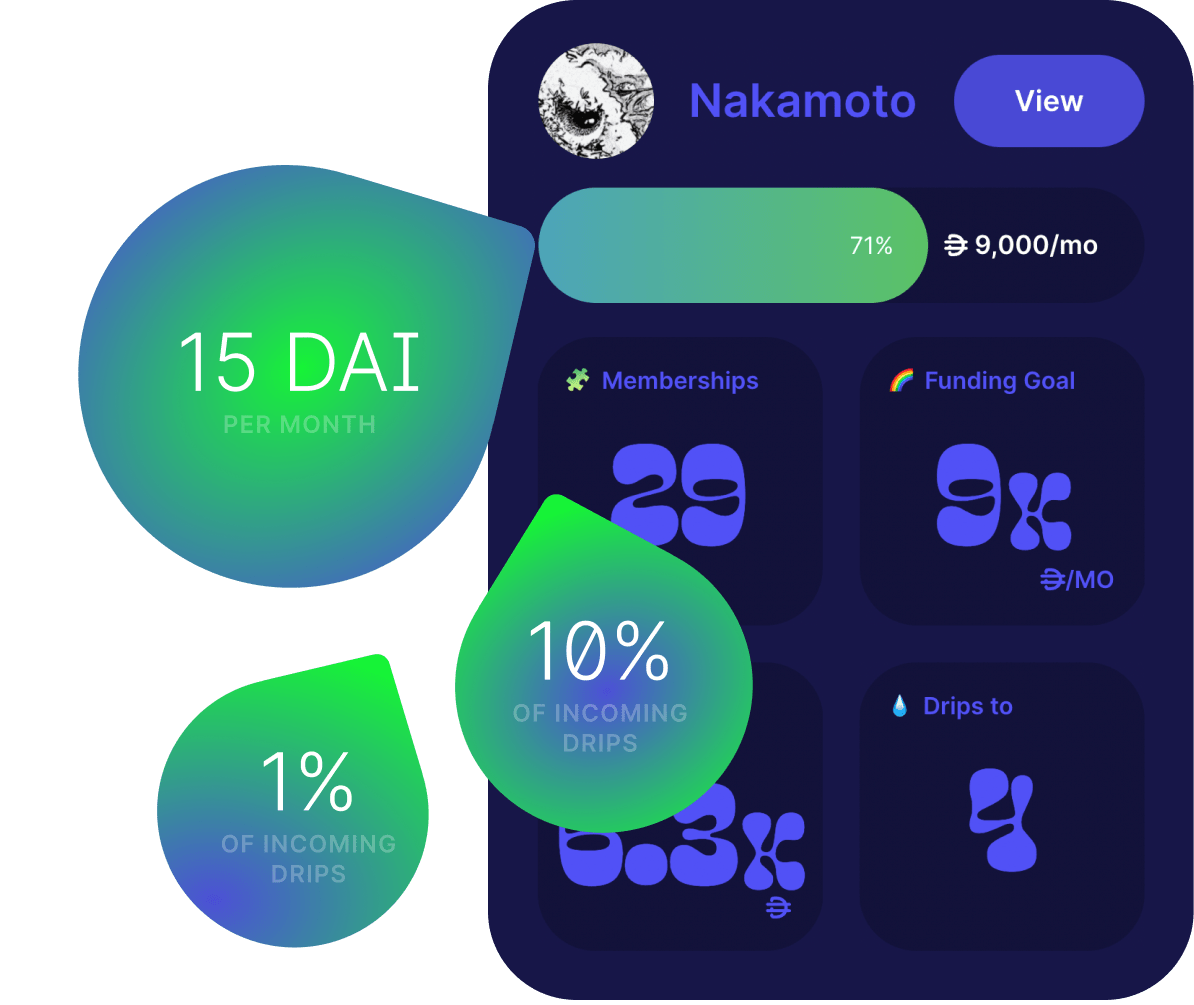 Nakamoto
View
71%
9,000/mo
15 DAI
PER MONTH
🧩 Memberships
29
🌈 Funding Goal
9K
/MO
10%
OF INCOMING
DRIPS
1%
OF INCOMING
DRIPS
6.3K
💧 Drips to
4